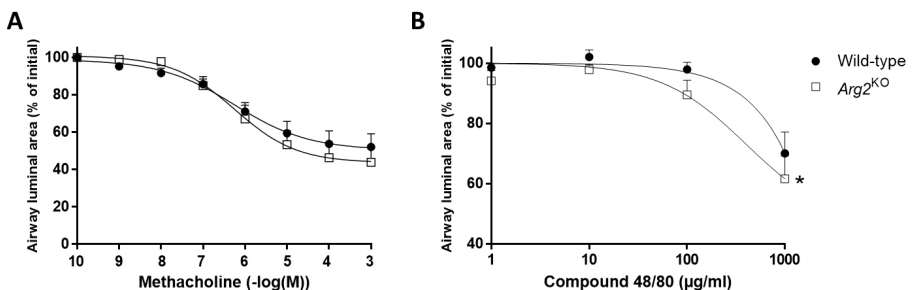 A
Airway luminal area (% of initial)
100
80
60
40
20
0
10 9 8 7 6 5 4 3
Methacholine (-log(M))
B
Airway luminal area (% of initial)
100
80
60
40
1 10 100 1000
Compound 48/80 (µg/ml)
*
Wild-type
Arg2KO